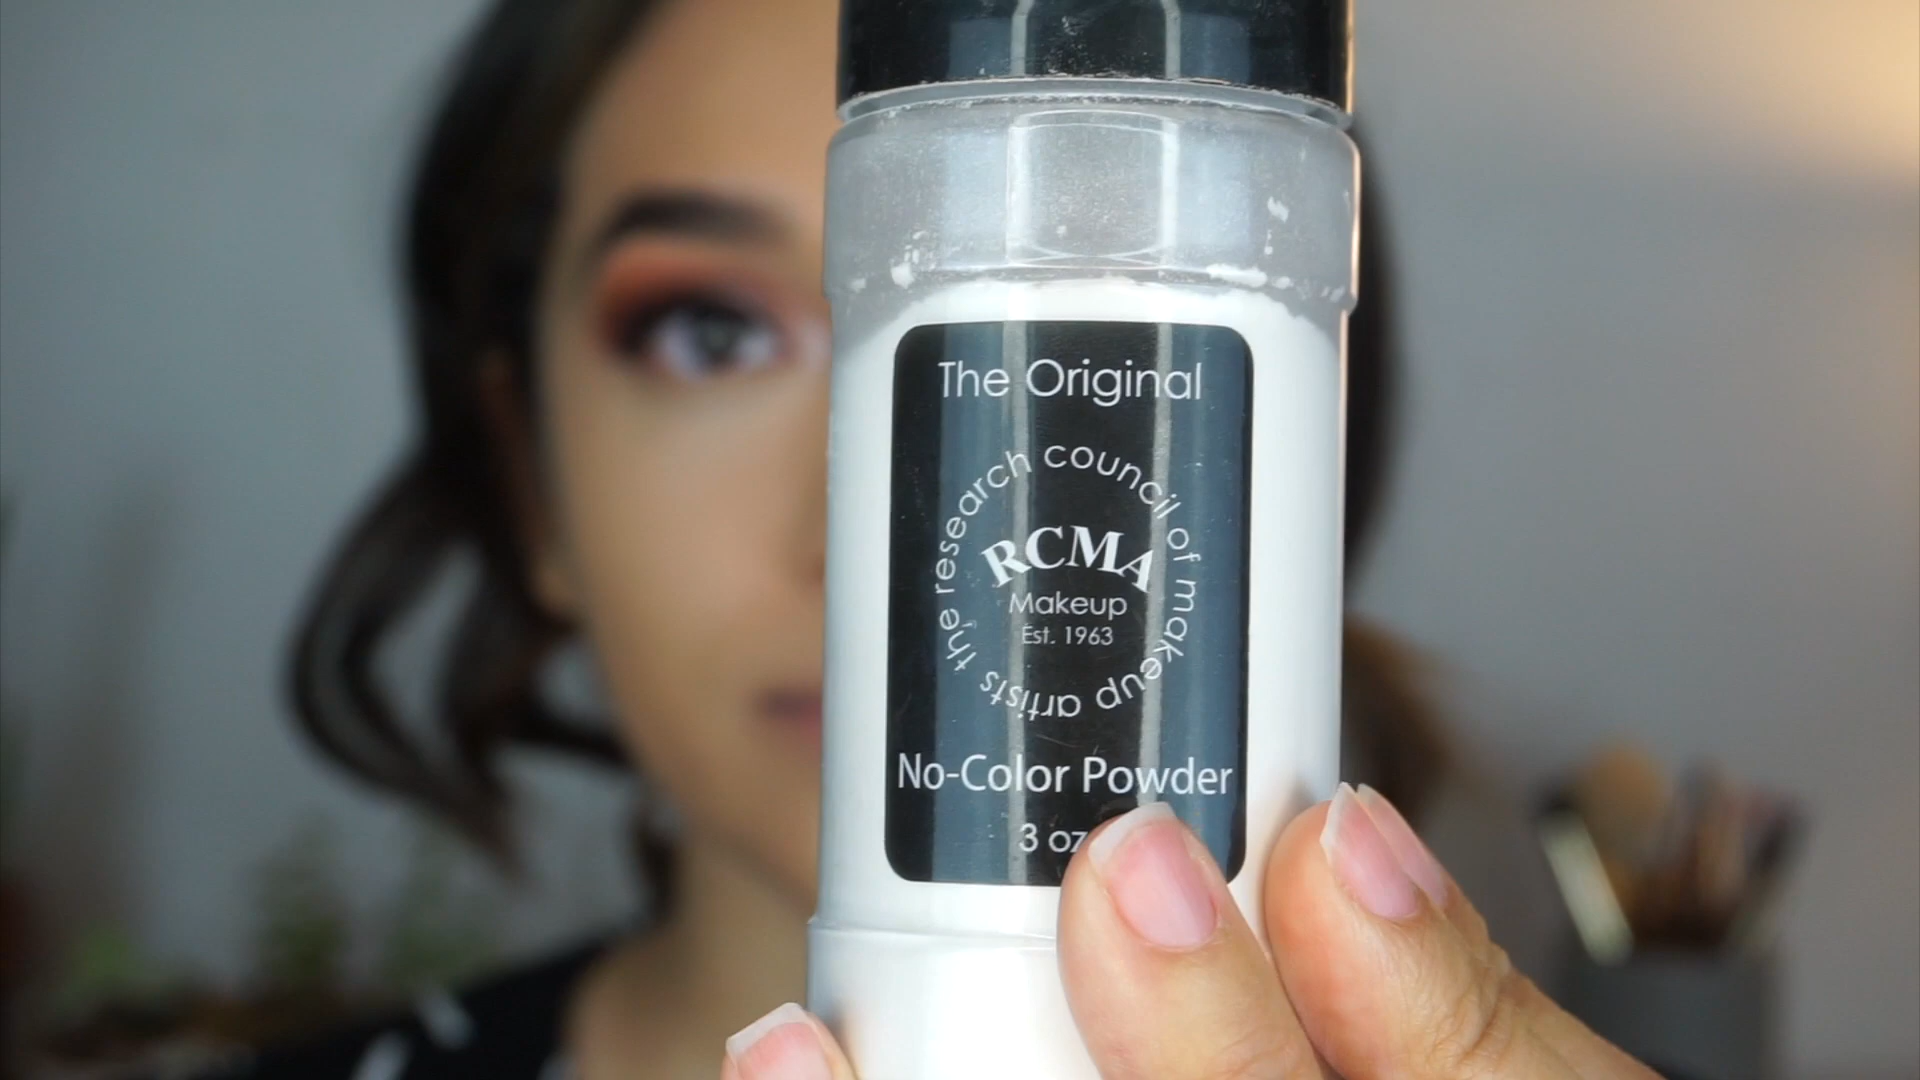 The Original
the research council of makeup artists
RCMA
Makeup
Est. 1963
No-Color Powder
3 oz